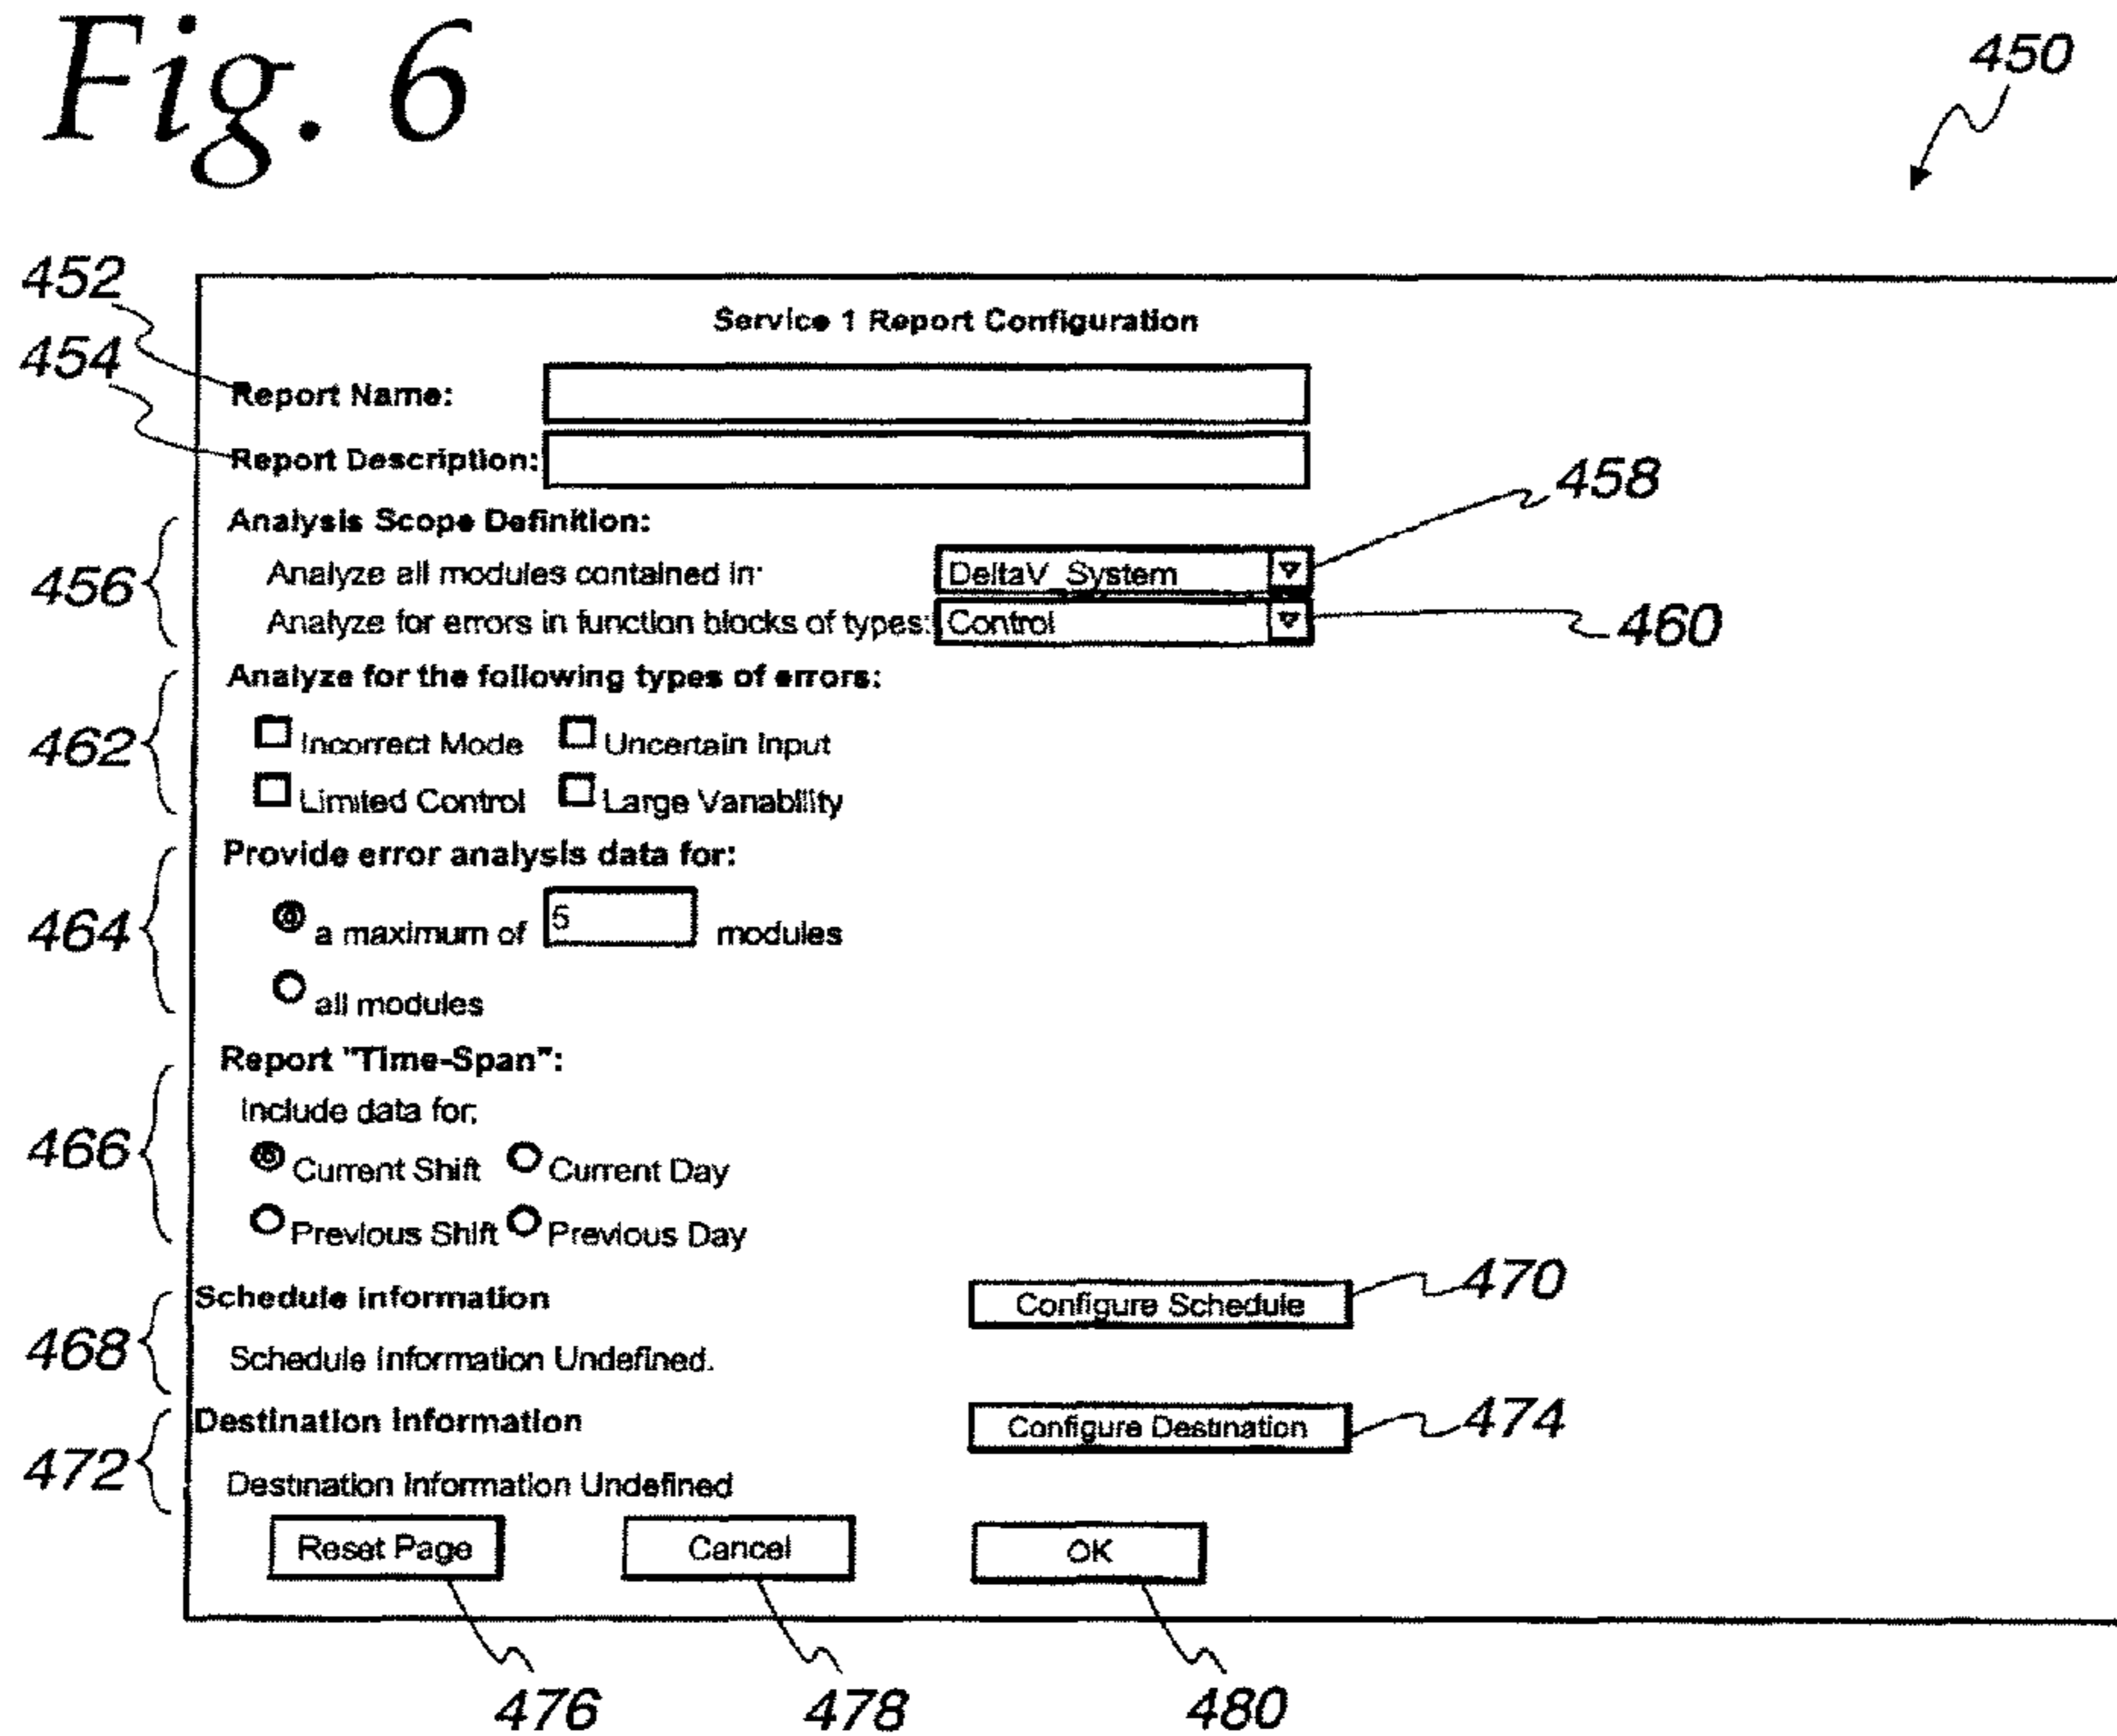 Fig. 6
450
452
Service 1 Report Configuration
454
Report Name:
Report Description:
458
Analysis Scope Definition:
456
Analyze all modules contained in:
DeltaV_System
Analyze for errors in function blocks of types:
Control
460
Analyze for the following types of errors:
462
Incorrect Mode
Uncertain Input
Limited Control
Large Variability
Provide error analysis data for:
464
a maximum of 5 modules
all modules
Report "Time-Span":
466
Include data for:
Current Shift
Current Day
Previous Shift
Previous Day
Schedule Information
Configure Schedule
470
468
Schedule Information Undefined.
Destination Information
Configure Destination
474
472
Destination Information Undefined
Reset Page
Cancel
OK
476
478
480